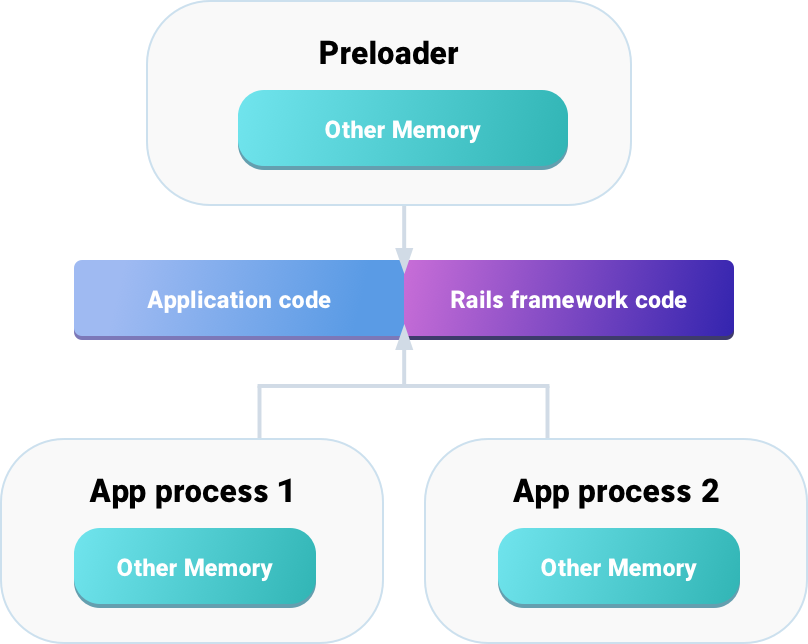 Preloader
Other Memory
Application code
Rails framework code
App process 1
Other Memory
App process 2
Other Memory